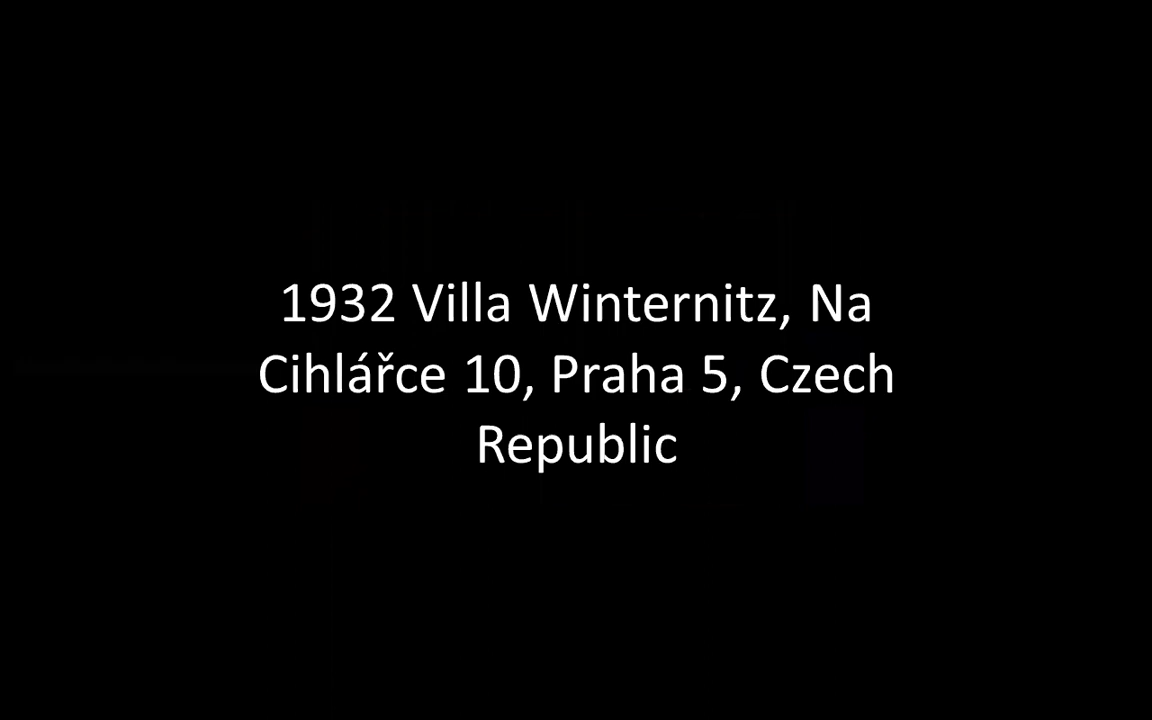 1932 Villa Winternitz, Na
Cihlářce 10, Praha 5, Czech
Republic